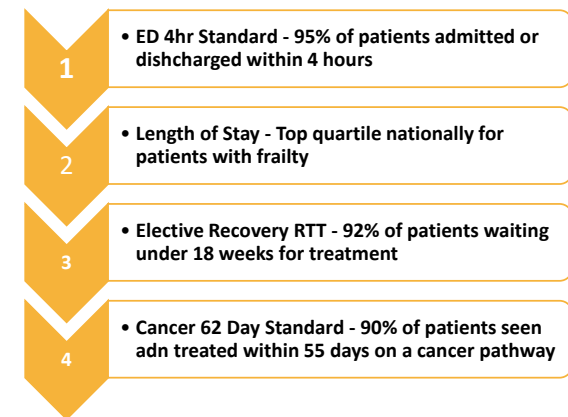 1
• ED 4hr Standard - 95% of patients admitted or
dishcharged within 4 hours
2
• Length of Stay - Top quartile nationally for
patients with frailty
3
• Elective Recovery RTT - 92% of patients waiting
under 18 weeks for treatment
4
• Cancer 62 Day Standard - 90% of patients seen
adn treated within 55 days on a cancer pathway